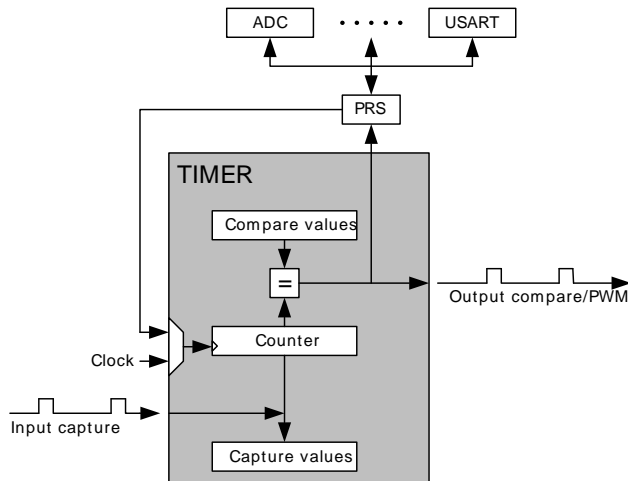 ADC
USART
PRS
TIMER
Compare values
=
Output compare/PWM
Counter
Clock
Input capture
Capture values